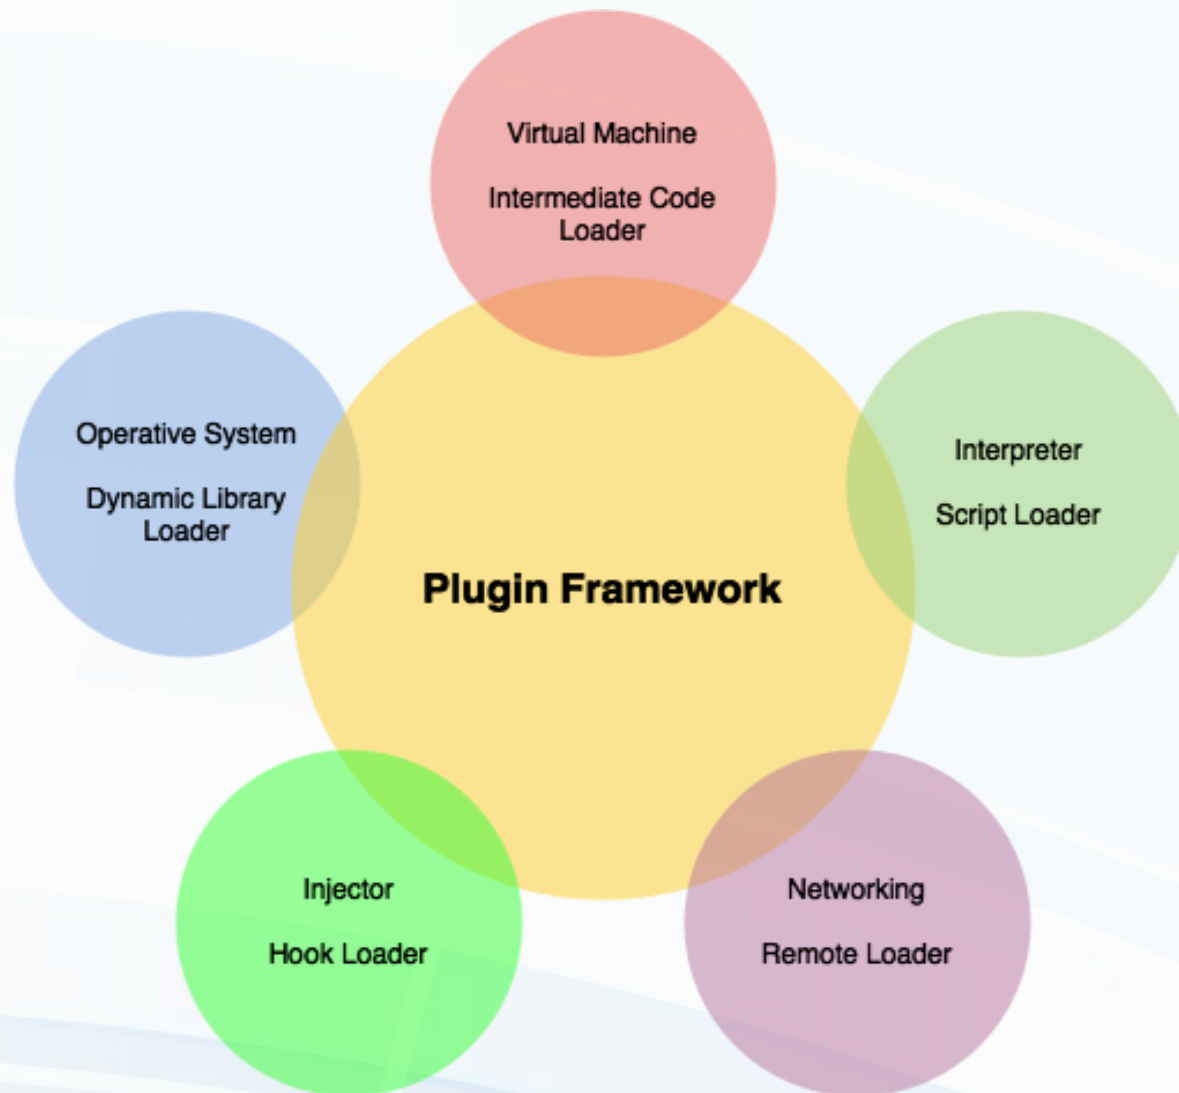 Virtual Machine
Intermediate Code
Loader
Operative System
Dynamic Library
Loader
Interpreter
Script Loader
Plugin Framework
Injector
Hook Loader
Networking
Remote Loader